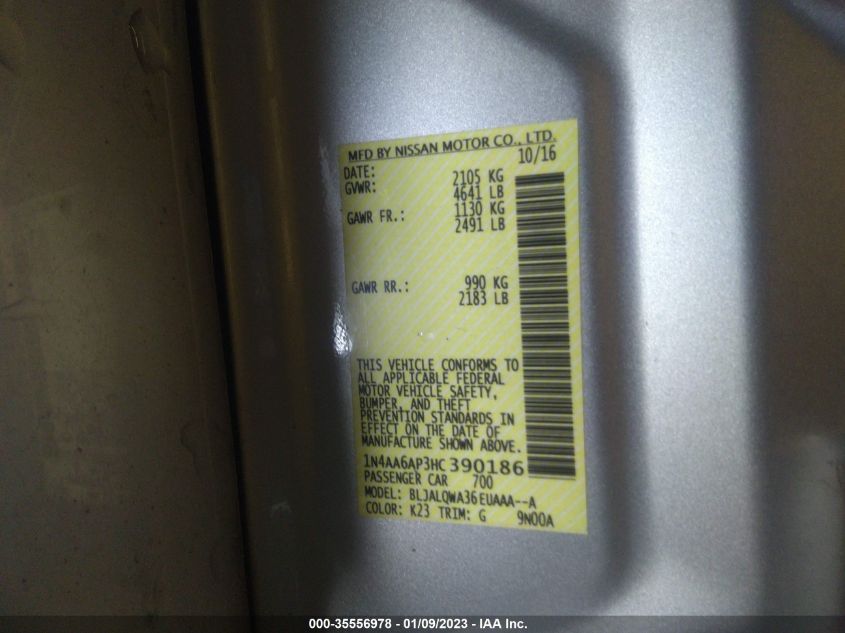 MFD BY NISSAN MOTOR CO., LTD.
DATE: 10/16
GVWR: 2105 KG
4641 LB
GAWR FR.: 1130 KG
2491 LB
GAWR RR.: 990 KG
2183 LB
THIS VEHICLE CONFORMS TO
ALL APPLICABLE FEDERAL
MOTOR VEHICLE SAFETY,
BUMPER, AND THEFT
PREVENTION STANDARDS IN
EFFECT ON THE DATE OF
MANUFACTURE SHOWN ABOVE.
1N4AA6AP3HC390186
PASSENGER CAR 700
MODEL: BLJALQWA36EUAAA--A
COLOR: K23 TRIM: G 9N00A
000-35556978 - 01/09/2023 - IAA Inc.